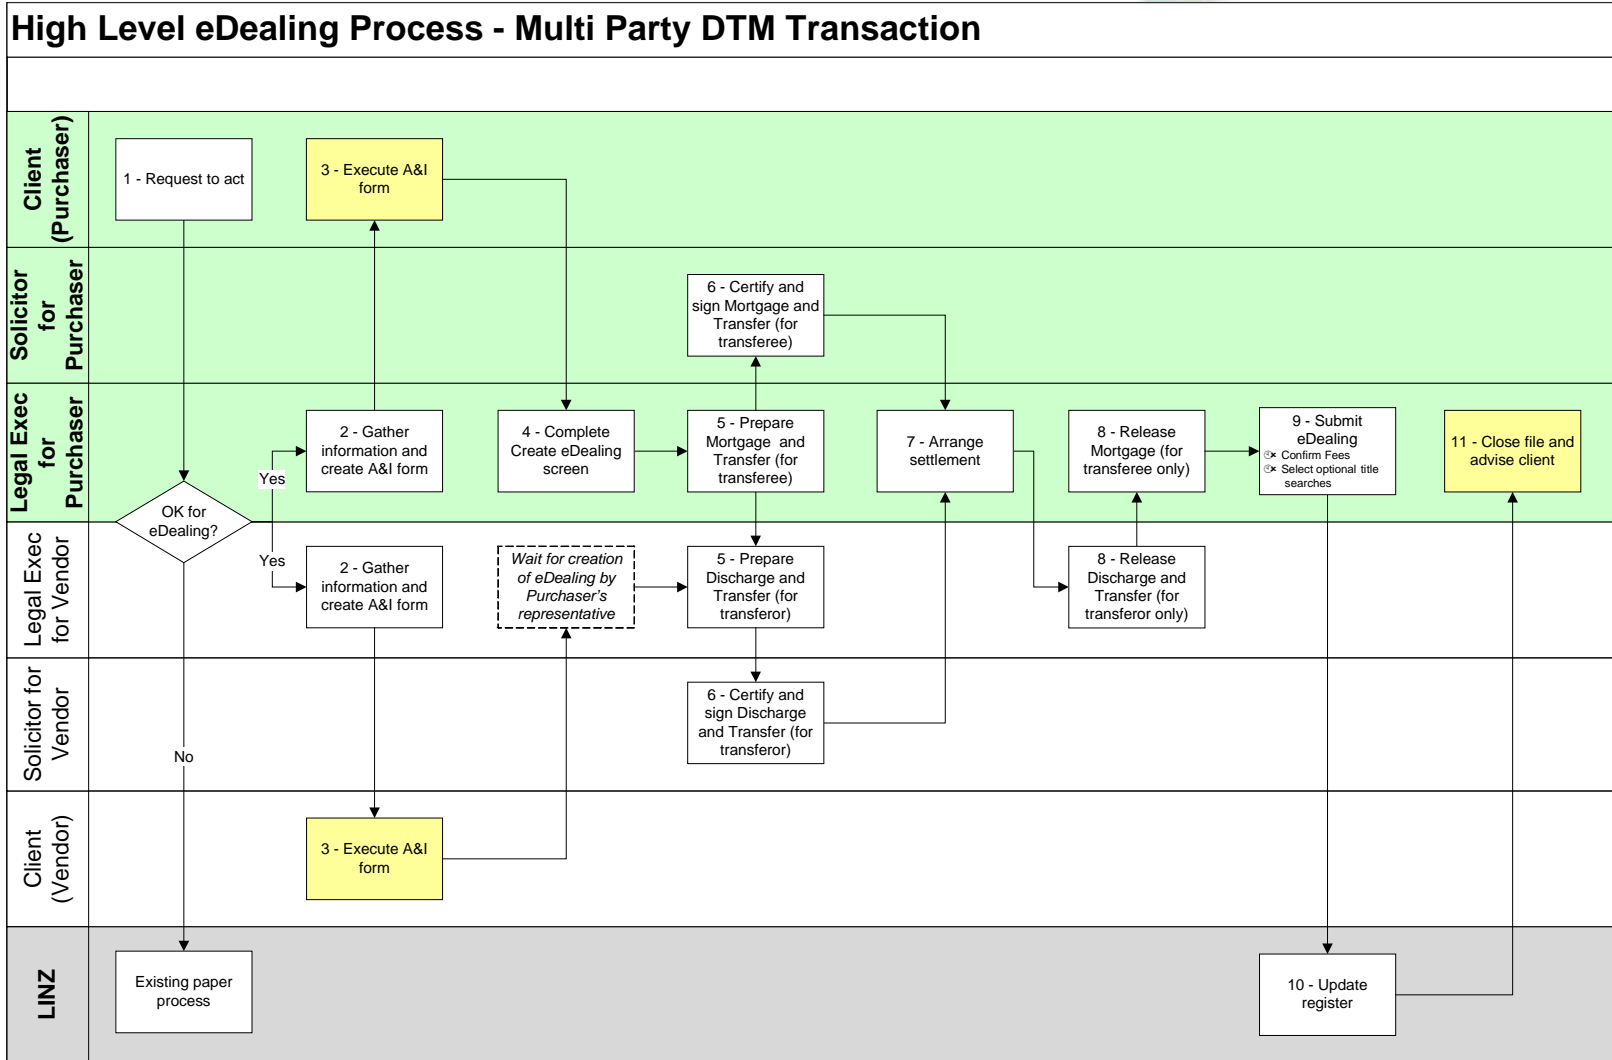 High Level eDealing Process - Multi Party DTM Transaction
Client
(Purchaser)
1 - Request to act
3 - Execute A&I
form
Solicitor
for
Purchaser
6 - Certify and
sign Mortgage and
Transfer (for
transferee)
Legal Exec
for
Purchaser
OK for
eDealing?
Yes
Yes
No
2 - Gather
information and
create A&I form
4 - Complete
Create eDealing
screen
5 - Prepare
Mortgage and
Transfer (for
transferee)
7 - Arrange
settlement
8 - Release
Mortgage (for
transferee only)
9 - Submit
eDealing
Confirm Fees
Select optional title
searches
11 - Close file and
advise client
Legal Exec
for Vendor
2 - Gather
information and
create A&I form
Wait for creation
of eDealing by
Purchaser's
representative
5 - Prepare
Discharge and
Transfer (for
transferor)
8 - Release
Discharge and
Transfer (for
transferor only)
Solicitor for
Vendor
6 - Certify and
sign Discharge
and Transfer (for
transferor)
Client
(Vendor)
3 - Execute A&I
form
LINZ
Existing paper
process
10 - Update
register